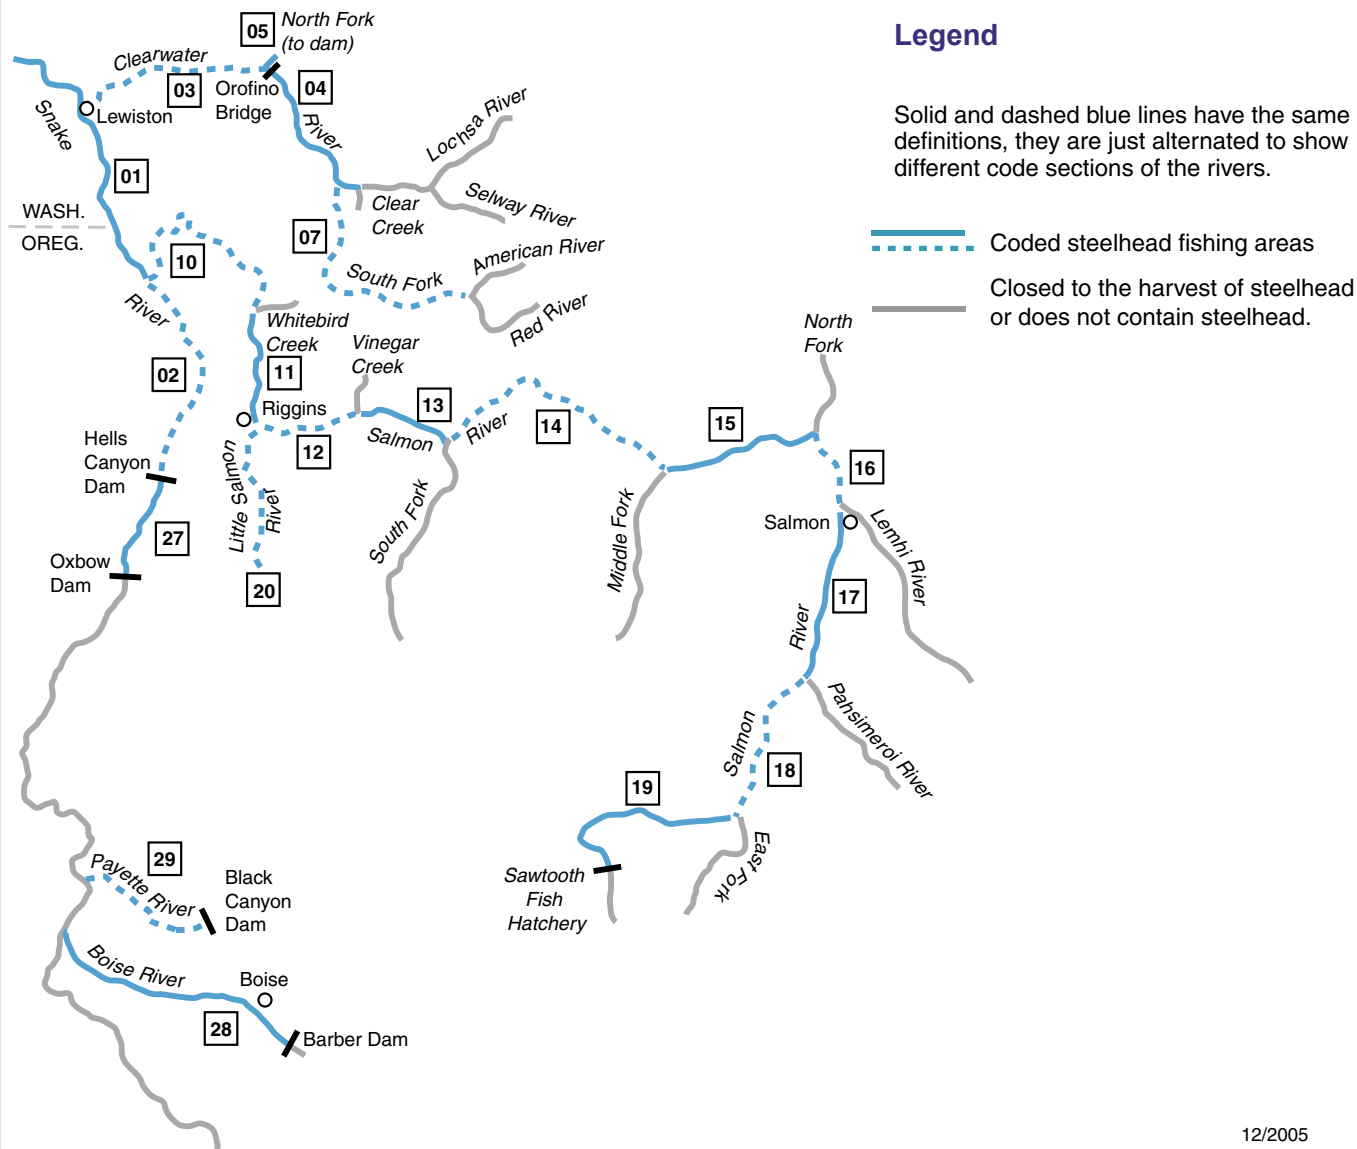 05
North Fork
(to dam)
Clearwater
03
Orofino
Bridge
04
River
Snake
Lewiston
Lochsa River
01
Selway River
Clear
Creek
WASH.
OREG.
07
10
American River
South Fork
River
Red River
Whitebird
Creek
Vinegar
Creek
02
11
Riggins
13
River
14
Salmon
12
North
Fork
15
16
Hells
Canyon
Dam
Little Salmon
River
South Fork
Middle Fork
Salmon
Lemhi River
27
Oxbow
Dam
20
17
River
Salmon
Pahsimeroi River
18
19
East Fork
Sawtooth
Fish
Hatchery
29
Payette River
Black
Canyon
Dam
Boise River
Boise
28
Barber Dam
Legend
Solid and dashed blue lines have the same
definitions, they are just alternated to show
different code sections of the rivers.
Coded steelhead fishing areas
Closed to the harvest of steelhead
or does not contain steelhead.
12/2005